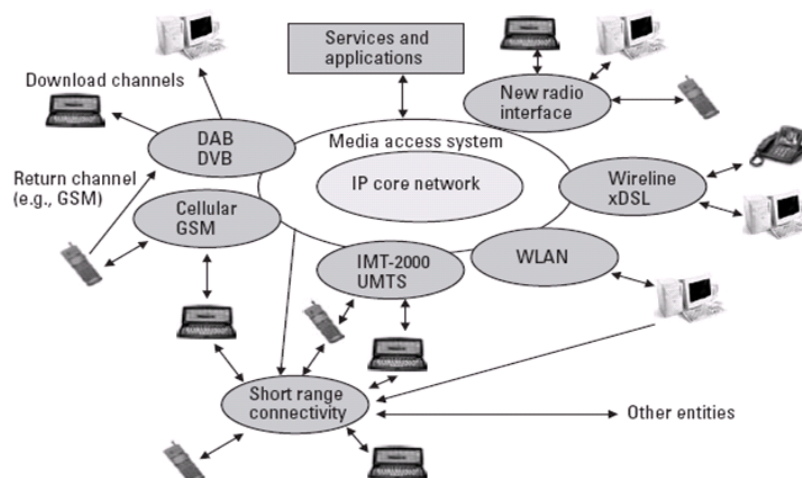 Services and
applications
Download channels
New radio
interface
DAB
DVB
Media access system
IP core network
Return channel
(e.g., GSM)
Wireline
xDSL
Cellular
GSM
IMT-2000
UMTS
WLAN
Short range
connectivity
Other entities